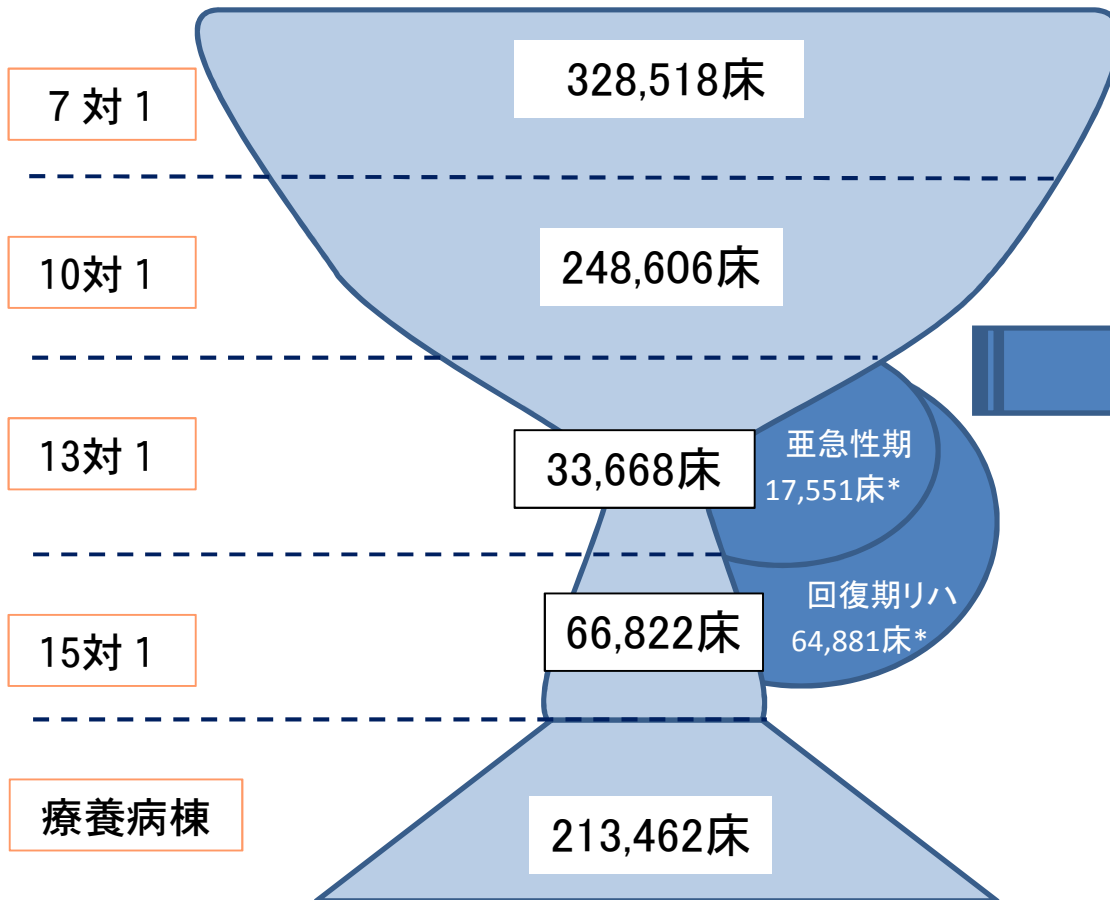 7対1
328,518床
10対1
248,606床
13対1
33,668床
亜急性期
17,551床*
15対1
66,822床
回復期リハ
64,881床*
療養病棟
213,462床